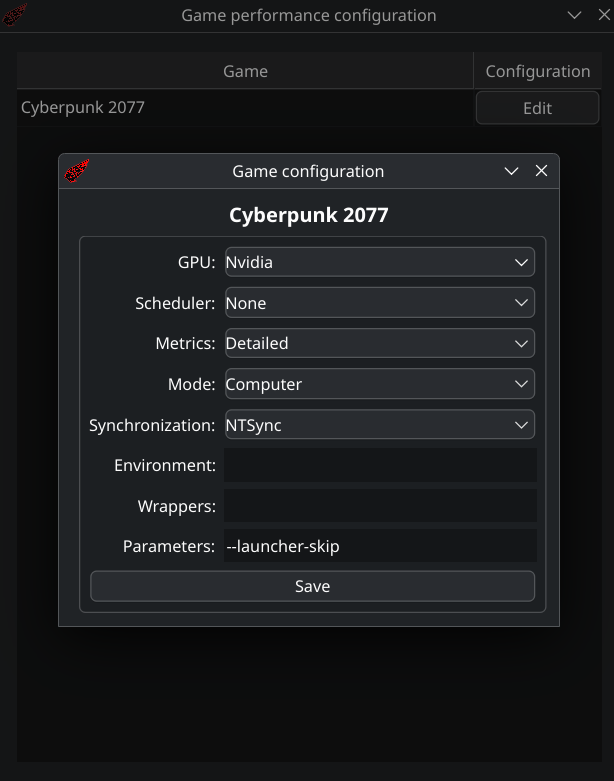 Game performance configuration
Game Configuration
Cyberpunk 2077 Edit
Game configuration
Cyberpunk 2077
GPU: Nvidia
Scheduler: None
Metrics: Detailed
Mode: Computer
Synchronization: NTSync
Environment:
Wrappers:
Parameters: --launcher-skip
Save